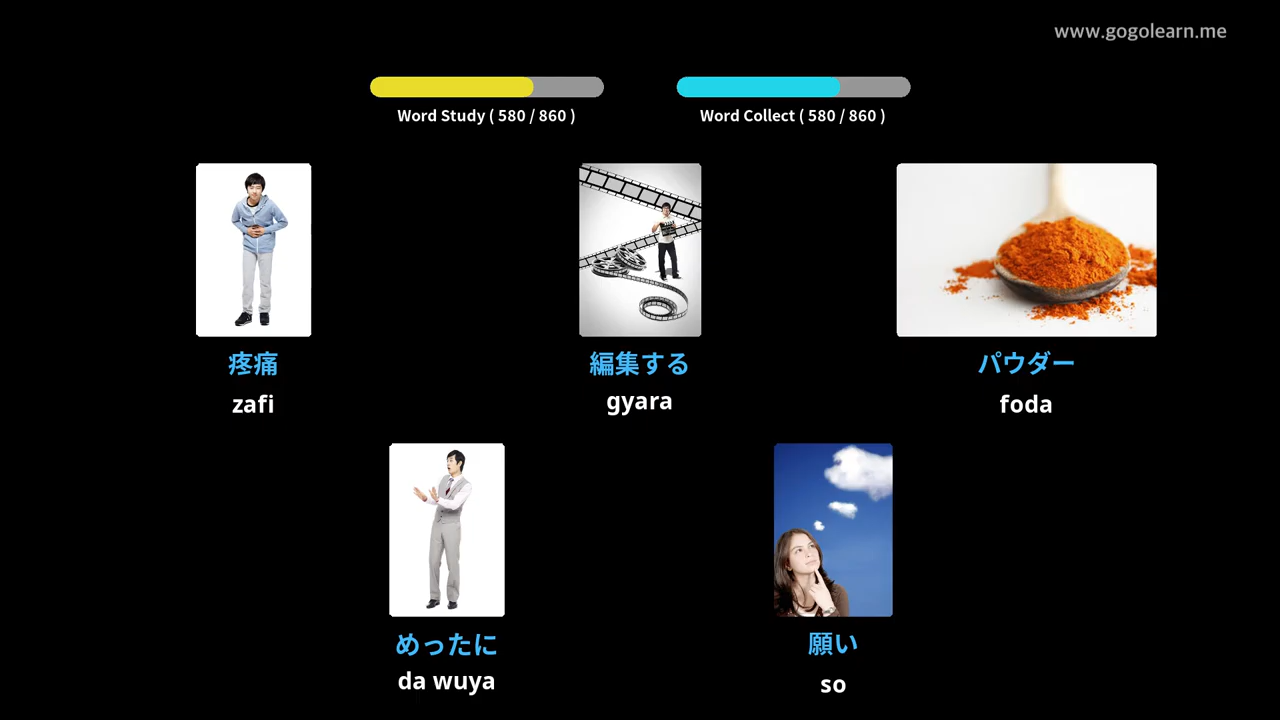 www.gogolearn.me
Word Study ( 580 / 860 )
Word Collect ( 580 / 860 )
疼痛
zafi
編集する
gyara
パウダー
foda
めったに
da wuya
願い
so